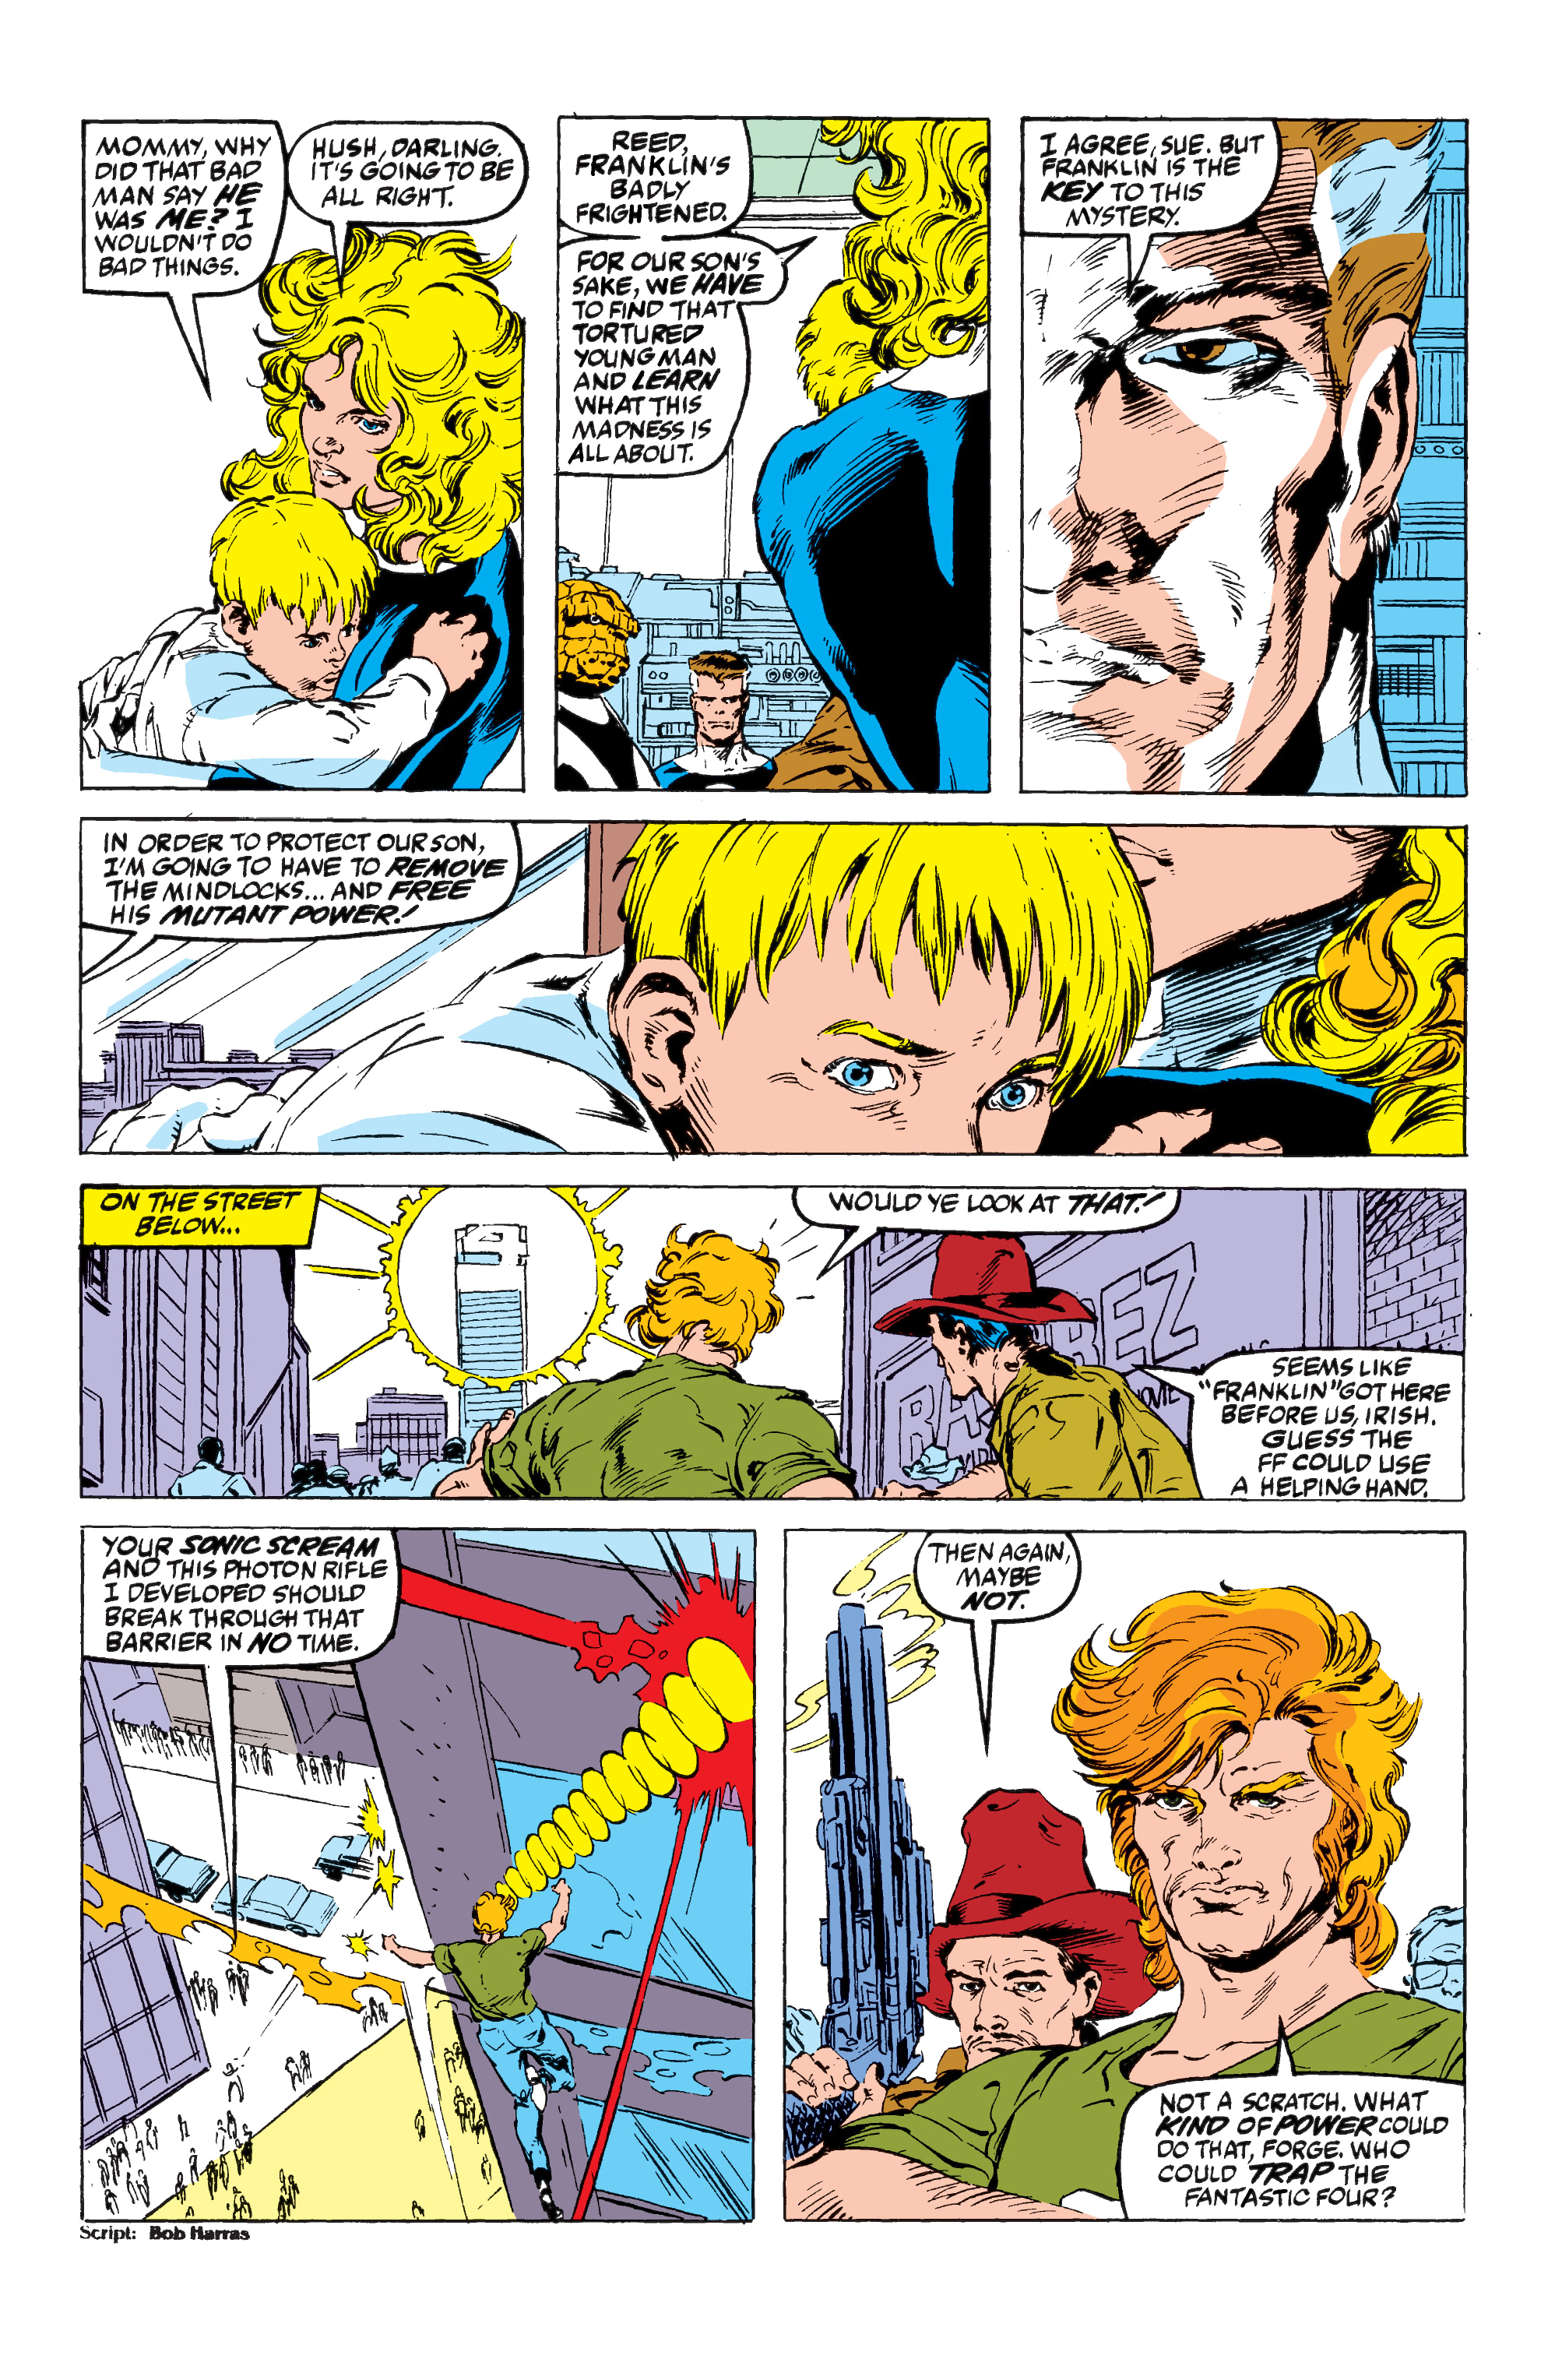 MOMMY, WHY
DID THAT BAD
MAN SAY HE
WAS ME? I
WOULDN'T DO
BAD THINGS.
HUSH, DARLING.
IT'S GOING TO BE
ALL RIGHT.
REED,
FRANKLIN'S
BADLY
FRIGHTENED.
FOR OUR SON'S
SAKE, WE HAVE
TO FIND THAT
TORTURED
YOUNG MAN
AND LEARN
WHAT THIS
MADNESS IS
ALL ABOUT.
I AGREE, SUE. BUT
FRANKLIN IS THE
KEY TO THIS
MYSTERY.
IN ORDER TO PROTECT OUR SON,
I'M GOING TO HAVE TO REMOVE
THE MINDLOCKS... AND FREE
HIS MUTANT POWER!
ON THE STREET
BELOW...
WOULD YE LOOK AT THAT!
SEEMS LIKE
"FRANKLIN" GOT HERE
BEFORE US, IRISH.
GUESS THE
FF COULD USE
A HELPING HAND.
YOUR SONIC SCREAM
AND THIS PHOTON RIFLE
I DEVELOPED SHOULD
BREAK THROUGH THAT
BARRIER IN NO TIME.
THEN AGAIN,
MAYBE
NOT.
NOT A SCRATCH. WHAT
KIND OF POWER COULD
DO THAT, FORGE. WHO
COULD TRAP THE
FANTASTIC FOUR?
Script: Bob Harras